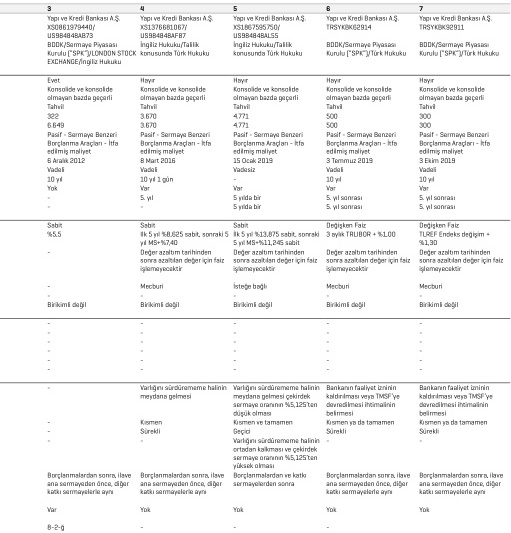 3 4 5 6 7
Yapı ve Kredi Bankası A.Ş. Yapı ve Kredi Bankası A.Ş. Yapı ve Kredi Bankası A.Ş. Yapı ve Kredi Bankası A.Ş. Yapı ve Kredi Bankası A.Ş.
XS0861979440/ XS1376681067/ XS1867595750/ TRSYKBK62914 TRSYKBK92911
US984848AB73 US984848AF87 US984848AL55
BDDK/Sermaye Piyasası İngiliz Hukuku/Talilik İngiliz Hukuku/Talilik BDDK/Sermaye Piyasası BDDK/Sermaye Piyasası
Kurulu ("SPK")/LONDON STOCK konusunda Türk Hukuku konusunda Türk Hukuku Kurulu ("SPK")/Türk Hukuku Kurulu ("SPK")/Türk Hukuku
EXCHANGE/İngiliz Hukuku
Evet Hayır Hayır Hayır Hayır
Konsolide ve konsolide Konsolide ve konsolide Konsolide ve konsolide Konsolide ve konsolide Konsolide ve konsolide
olmayan bazda geçerli olmayan bazda geçerli olmayan bazda geçerli olmayan bazda geçerli olmayan bazda geçerli
Tahvil Tahvil Tahvil Tahvil Tahvil
322 3.670 4.771 500 300
6.649 3.670 4.771 500 300
Pasif - Sermaye Benzeri Pasif - Sermaye Benzeri Pasif - Sermaye Benzeri Pasif - Sermaye Benzeri Pasif - Sermaye Benzeri
Borçlanma Araçları - İtfa Borçlanma Araçları - İtfa Borçlanma Araçları - İtfa Borçlanma Araçları - İtfa Borçlanma Araçları - İtfa
edilmiş maliyet edilmiş maliyet edilmiş maliyet edilmiş maliyet edilmiş maliyet
6 Aralık 2012 8 Mart 2016 15 Ocak 2019 3 Temmuz 2019 3 Ekim 2019
Vadeli Vadeli Vadesiz Vadeli Vadeli
10 yıl 10 yıl 1 gün - 10 yıl 10 yıl
Yok Var Var Var Var
- 5. yıl 5 yılda bir 5. yıl sonrası 5. yıl sonrası
- - 5 yılda bir 5. yıl sonrası 5. yıl sonrası
Sabit Sabit Sabit Değişken Faiz Değişken Faiz
%5,5 İlk 5 yıl %8,625 sabit, sonraki 5 İlk 5 yıl %13,875 sabit, sonraki 3 aylık TRLIBOR + %1,00 TLREF Endeks değişim +
yıl MS+%7,40 5 yıl MS+%11,245 sabit %1,30
- Değer azaltım tarihinden Değer azaltım tarihinden Değer azaltım tarihinden Değer azaltım tarihinden
sonra azaltılan değer için faiz sonra azaltılan değer için faiz sonra azaltılan değer için faiz sonra azaltılan değer için faiz
işlemeyecektir işlemeyecektir işlemeyecektir işlemeyecektir
- Mecburi İsteğe bağlı Mecburi Mecburi
- - - - -
Birikimli değil Birikimli değil Birikimli değil Birikimli değil Birikimli değil
- - - - -
- - - - -
- - - - -
- - - - -
- - - - -
- - - - -
- Varlığını sürdürememe halinin Varlığını sürdürememe halinin Bankanın faaliyet izninin Bankanın faaliyet izninin
meydana gelmesi meydana gelmesi çekirdek kaldırılması veya TMSF'ye kaldırılması veya TMSF'ye
sermaye oranının %5,125'ten devredilmesi ihtimalinin devredilmesi ihtimalinin
düşük olması belirmesi belirmesi
- Kısmen Kısmen ve tamamen Kısmen ya da tamamen Kısmen ya da tamamen
- Sürekli Geçici Sürekli Sürekli
- - Varlığını sürdürememe halinin - -
ortadan kalkması ve çekirdek
sermaye oranının %5,125'ten
yüksek olması
Borçlanmalardan sonra, ilave Borçlanmalardan sonra, ilave Borçlanmalardan ve katkı Borçlanmalardan sonra, ilave Borçlanmalardan sonra, ilave
ana sermayeden önce, diğer ana sermayeden önce, diğer sermayelerden sonra ana sermayeden önce, diğer ana sermayeden önce, diğer
katkı sermayelerle aynı katkı sermayelerle aynı katkı sermayelerle aynı katkı sermayelerle aynı
Var Yok Yok Yok Yok
8-2-ğ - - -